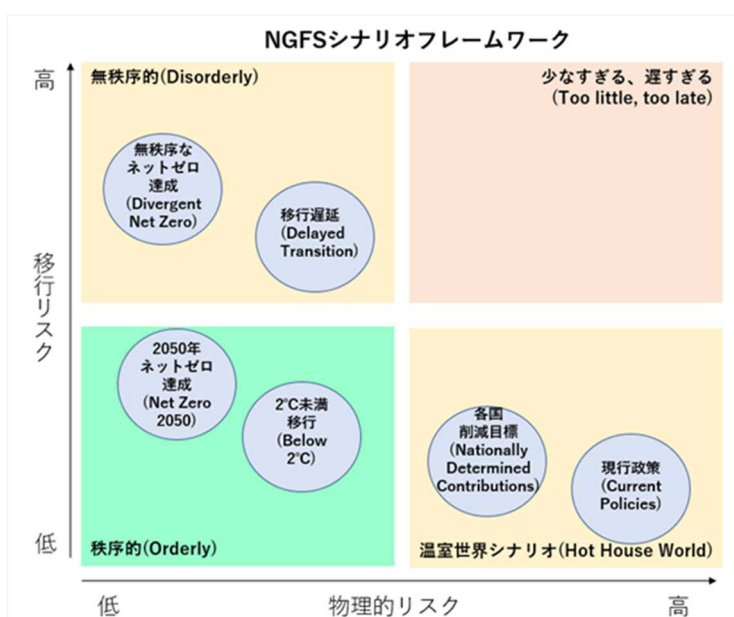 NGFSシナリオフレームワーク
高
無秩序的(Disorderly)
少なすぎる、遅すぎる
(Too little, too late)
無秩序な
ネットゼロ
達成
(Divergent
Net Zero)
移行遅延
(Delayed
Transition)
移行リスク
2050年
ネットゼロ
達成
(Net Zero
2050)
2℃未満
移行
(Below
2℃)
各国
削減目標
(Nationally
Determined
Contributions)
現行政策
(Current
Policies)
低
秩序的(Orderly)
温室世界シナリオ(Hot House World)
低
物理的リスク
高